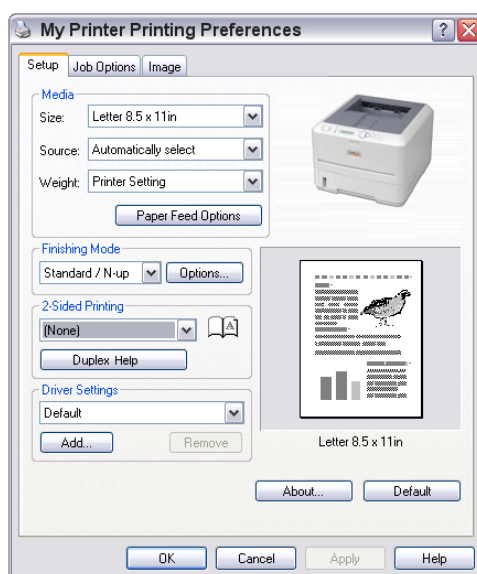 My Printer Printing Preferences
Setup Job Options Image
Media
Size: Letter 8.5 x 11in
Source: Automatically select
Weight: Printer Setting
Paper Feed Options
Finishing Mode
Standard / N-up Options...
2-Sided Printing
(None) A
Duplex Help
Driver Settings
Default
Add... Remove
Letter 8.5 x 11in
About... Default
OK Cancel Apply Help